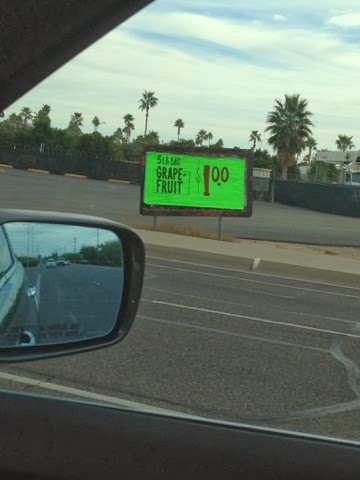 5 LB BAG
GRAPE-
FRUIT
$1.00